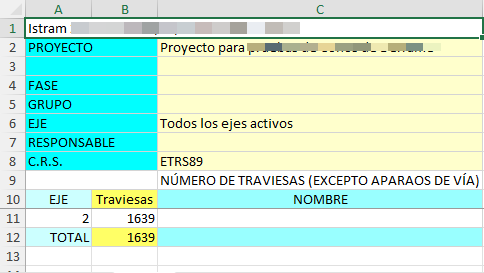 A B C
1 Istram
2 PROYECTO Proyecto para
3
4 FASE
5 GRUPO
6 EJE Todos los ejes activos
7 RESPONSABLE
8 C.R.S. ETRS89
9 NÚMERO DE TRAVIESAS (EXCEPTO APARAOS DE VÍA)
10 EJE Traviesas NOMBRE
11 2 1639
12 TOTAL 1639
13